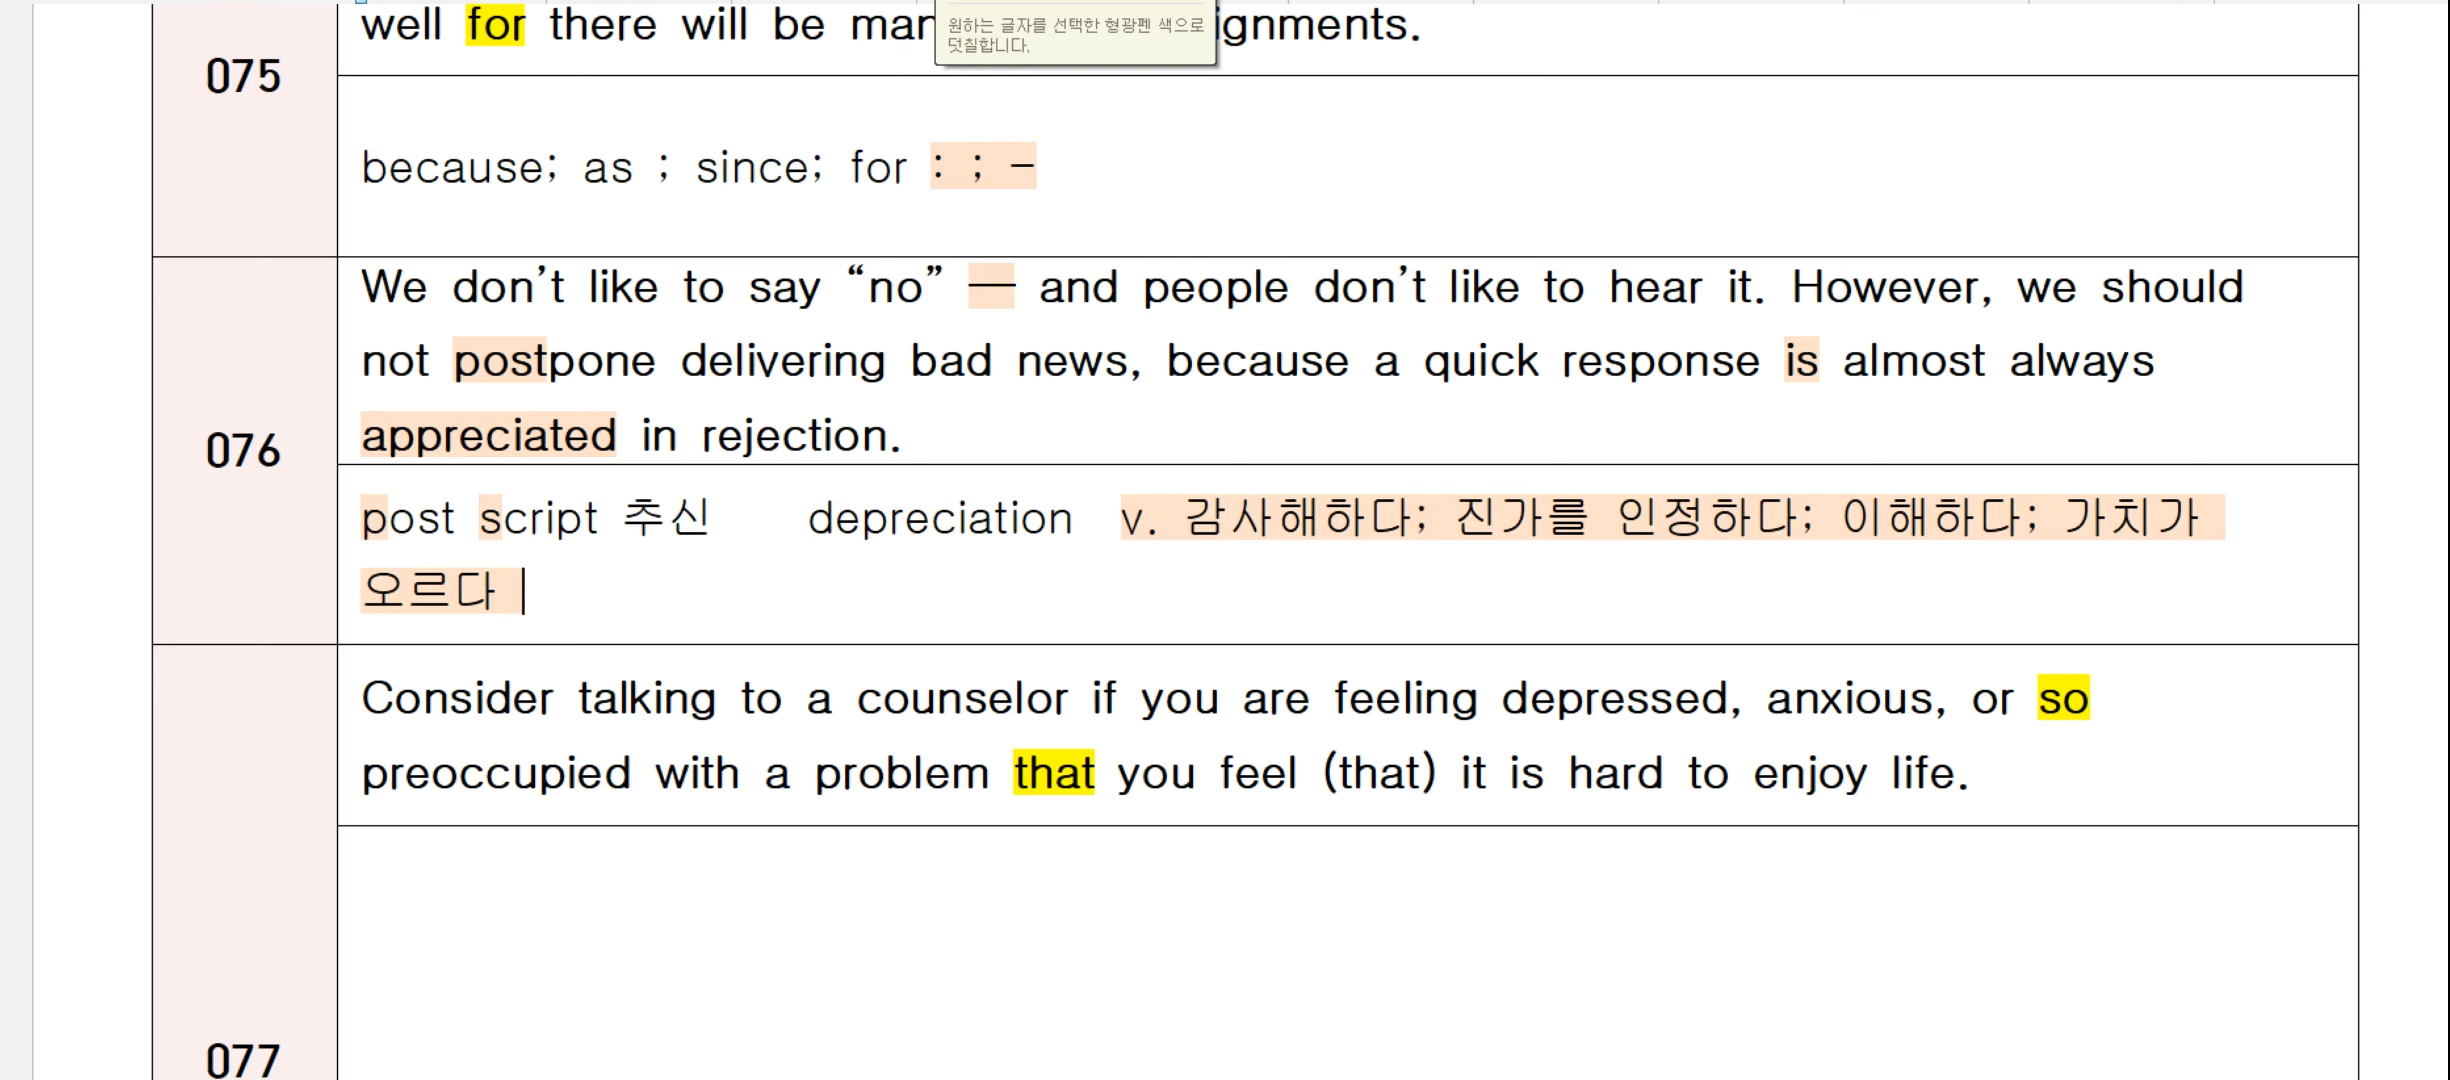 well for there will be mar
ignments.
원하는 글자를 선택한 형광펜 색으로
덧칠합니다.
075
because; as ; since; for : ; –
We don’t like to say “no” — and people don’t like to hear it. However, we should
not postpone delivering bad news, because a quick response is almost always
appreciated in rejection.
076
post script 추신 depreciation v. 감사해하다; 진가를 인정하다; 이해하다; 가치가
오르다
Consider talking to a counselor if you are feeling depressed, anxious, or so
preoccupied with a problem that you feel (that) it is hard to enjoy life.
077